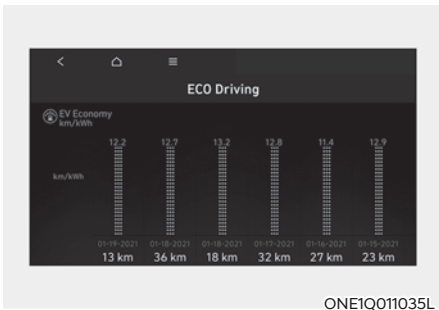 ECO Driving
EV Economy
km/kWh
12.2 12.7 13.2 12.8 11.4 12.9
km/kWh
01-19-2021 01-18-2021 01-18-2021 01-17-2021 01-16-2021 01-15-2021
13 km 36 km 18 km 32 km 27 km 23 km
ONE1Q011035L